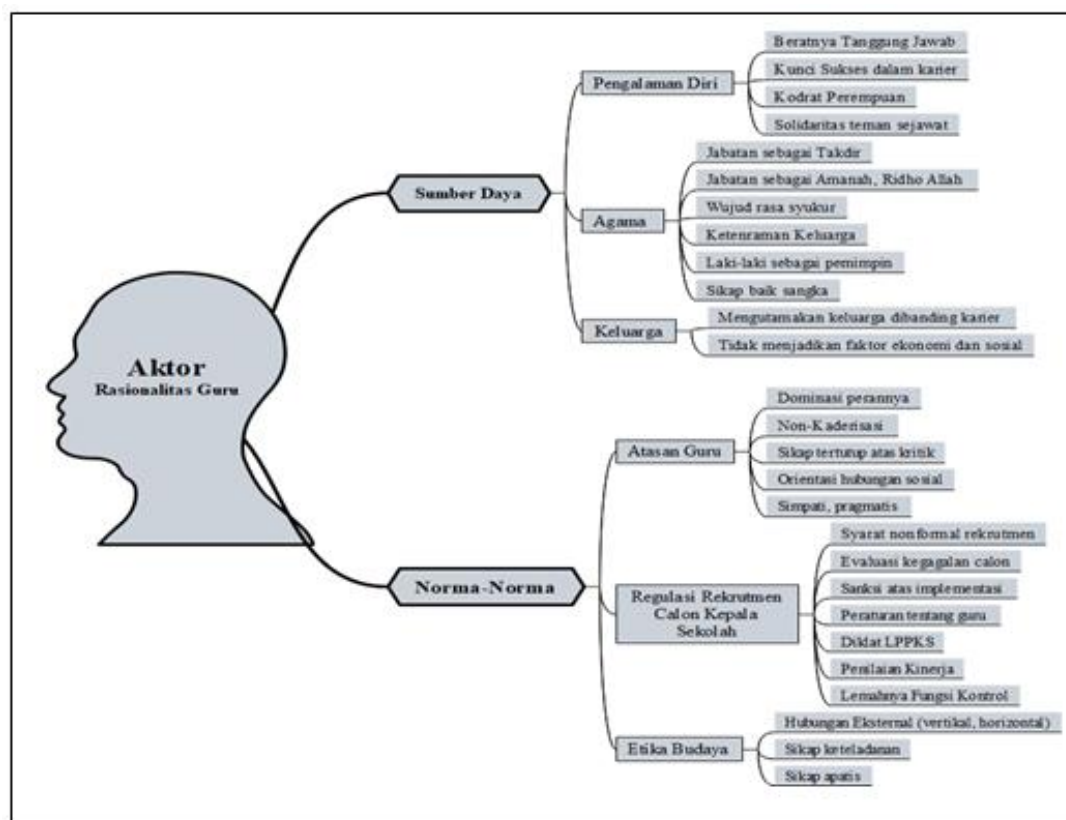 Aktor
Rasionalitas Guru
Sumber Daya
Pengalaman Diri
Beratnya Tanggung Jawab
Kunci Sukses dalam karier
Kodrat Perempuan
Solidaritas teman sejawat
Agama
Jabatan sebagai Takdir
Jabatan sebagai Amanah, Ridho Allah
Wujud rasa syukur
Ketenraman Keluarga
Laki-laki sebagai pemimpin
Sikap baik sangka
Keluarga
Mengutamakan keluarga dibanding karier
Tidak menjadikan faktor ekonomi dan sosial
Norma-Norma
Atasan Guru
Dominasi perannya
Non-Kaderisasi
Sikap tertutup atas kritik
Orientasi hubungan sosial
Simpati, pragmatis
Regulasi Rekrutmen
Calon Kepala
Sekolah
Syarat nonformal rekrutmen
Evaluasi kegagalan calon
Sanksi atas implementasi
Peraturan tentang guru
Diklat LPPKS
Penilaian Kinerja
Lemahnya Fungsi Kontrol
Etika Budaya
Hubungan Eksternal (vertikal, horizontal)
Sikap keteladanan
Sikap apatis